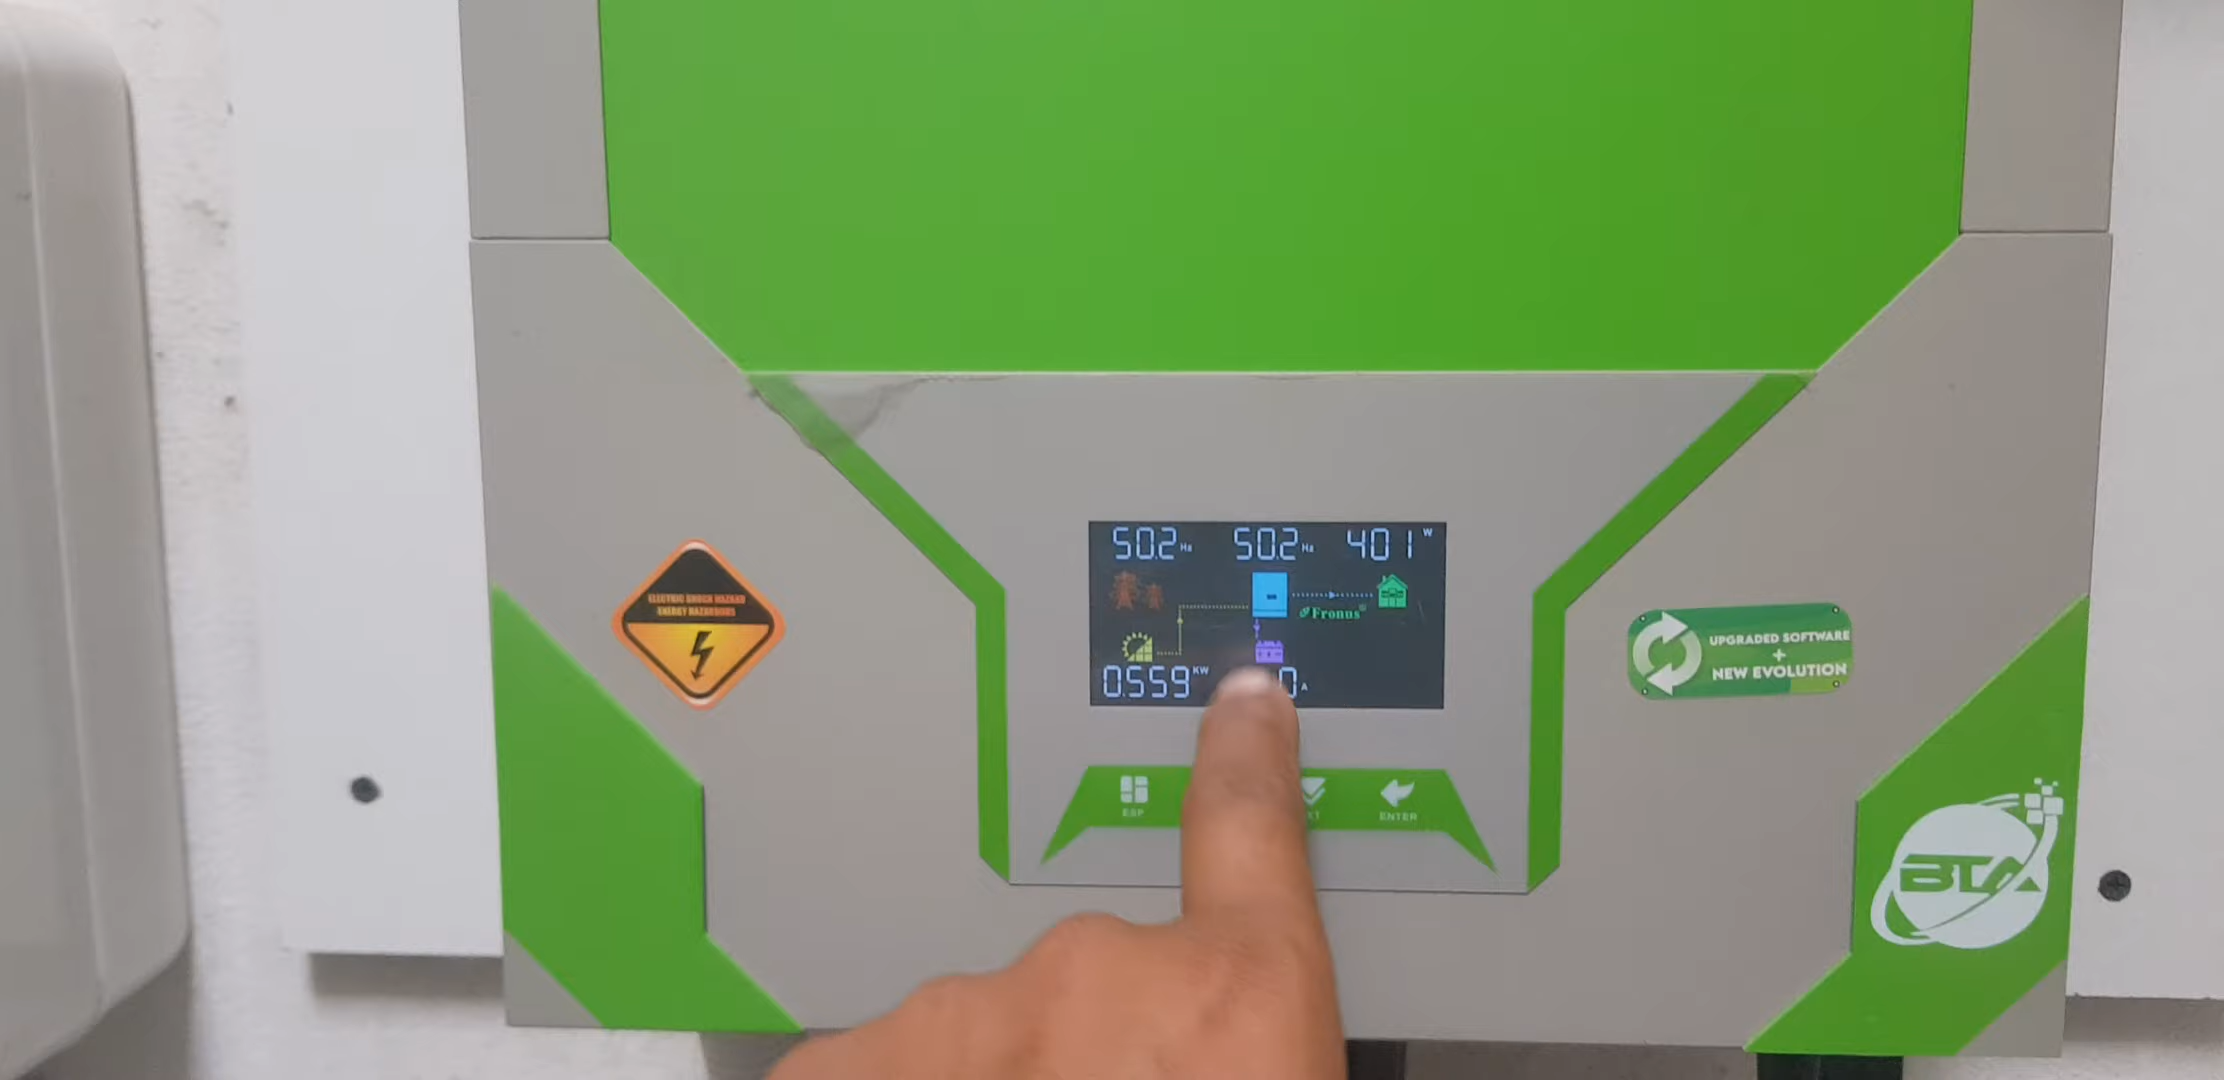 50.2 Hz 50.2 Hz 401 W
Fronus
0.559 KW 0 A
ELECTRIC SHOCK HAZARD
ENERGY HAZARDOUS
UPGRADED SOFTWARE
+
NEW EVOLUTION
ESP
ENTER
BTA